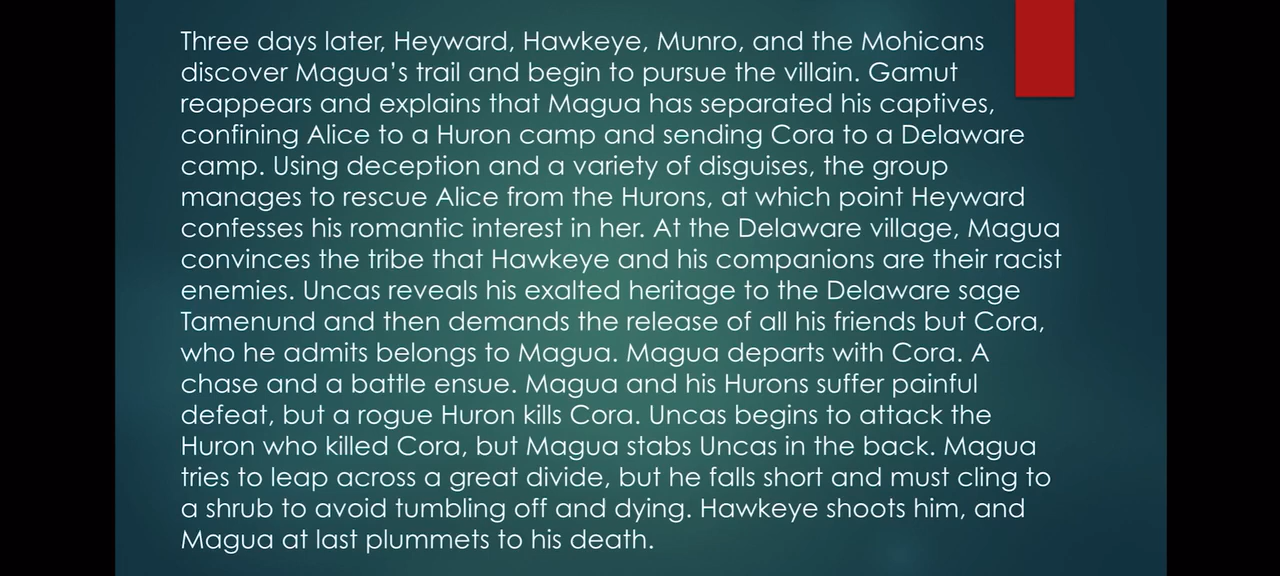 Three days later, Heyward, Hawkeye, Munro, and the Mohicans
discover Magua’s trail and begin to pursue the villain. Gamut
reappears and explains that Magua has separated his captives,
confining Alice to a Huron camp and sending Cora to a Delaware
camp. Using deception and a variety of disguises, the group
manages to rescue Alice from the Hurons, at which point Heyward
confesses his romantic interest in her. At the Delaware village, Magua
convinces the tribe that Hawkeye and his companions are their racist
enemies. Uncas reveals his exalted heritage to the Delaware sage
Tamenund and then demands the release of all his friends but Cora,
who he admits belongs to Magua. Magua departs with Cora. A
chase and a battle ensue. Magua and his Hurons suffer painful
defeat, but a rogue Huron kills Cora. Uncas begins to attack the
Huron who killed Cora, but Magua stabs Uncas in the back. Magua
tries to leap across a great divide, but he falls short and must cling to
a shrub to avoid tumbling off and dying. Hawkeye shoots him, and
Magua at last plummets to his death.